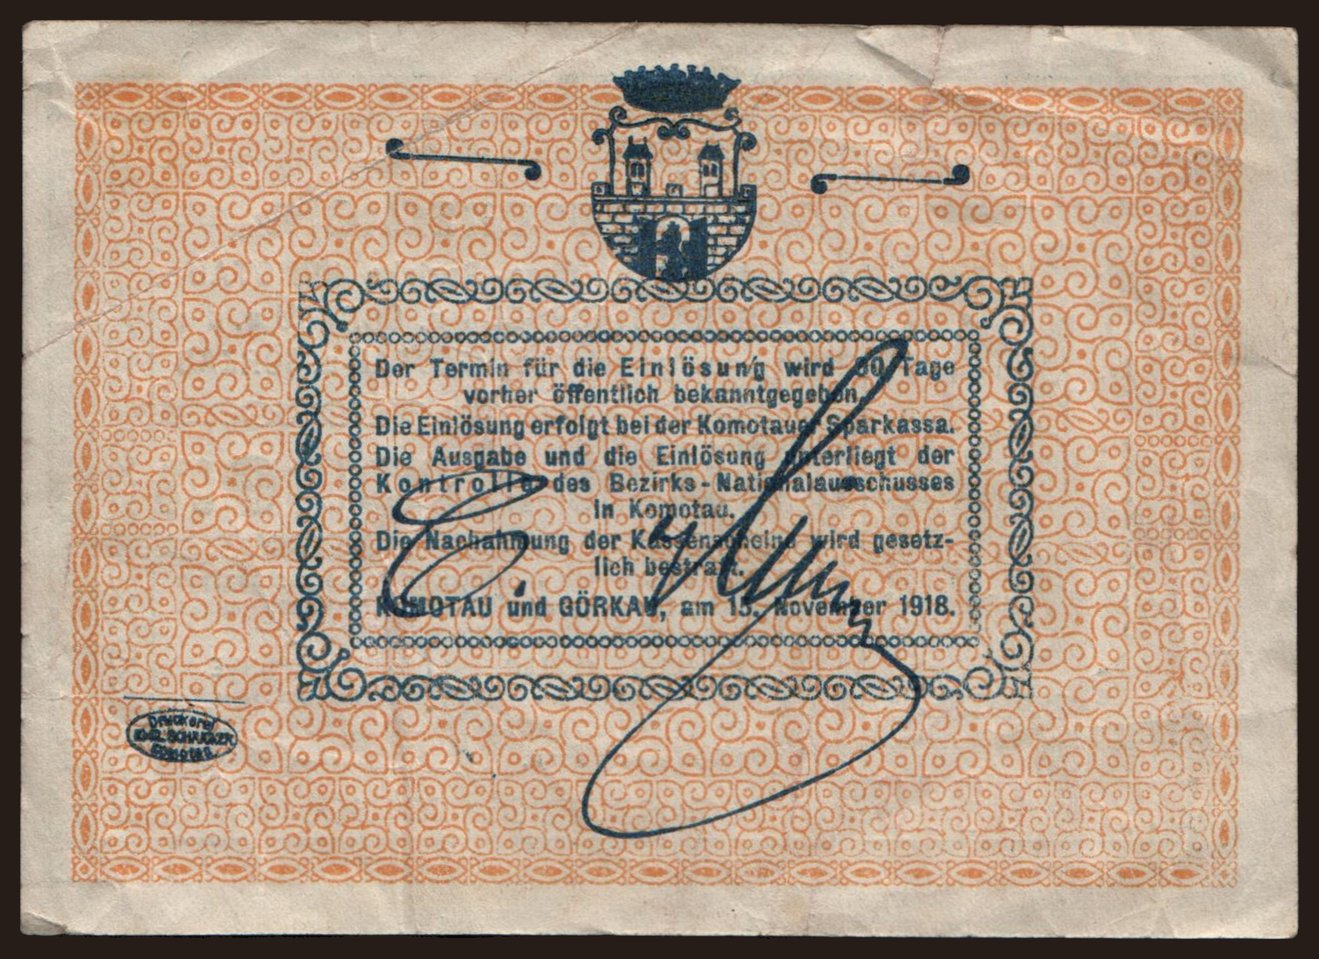 Der Termin für die Einlösung wird 30 Tage
vorher öffentlich bekanntgegeben.
Die Einlösung erfolgt bei der Komotauer Sparkassa.
Die Ausgabe und die Einlösung unterliegt der
Kontrolle des Bezirks-Nationalausschusses
in Komotau.
Die Nachahmung der Kassenscheine wird gesetz-
lich bestraft.
KOMOTAU und GÖRKAU, am 15. November 1918.
Druckerei
Komotau